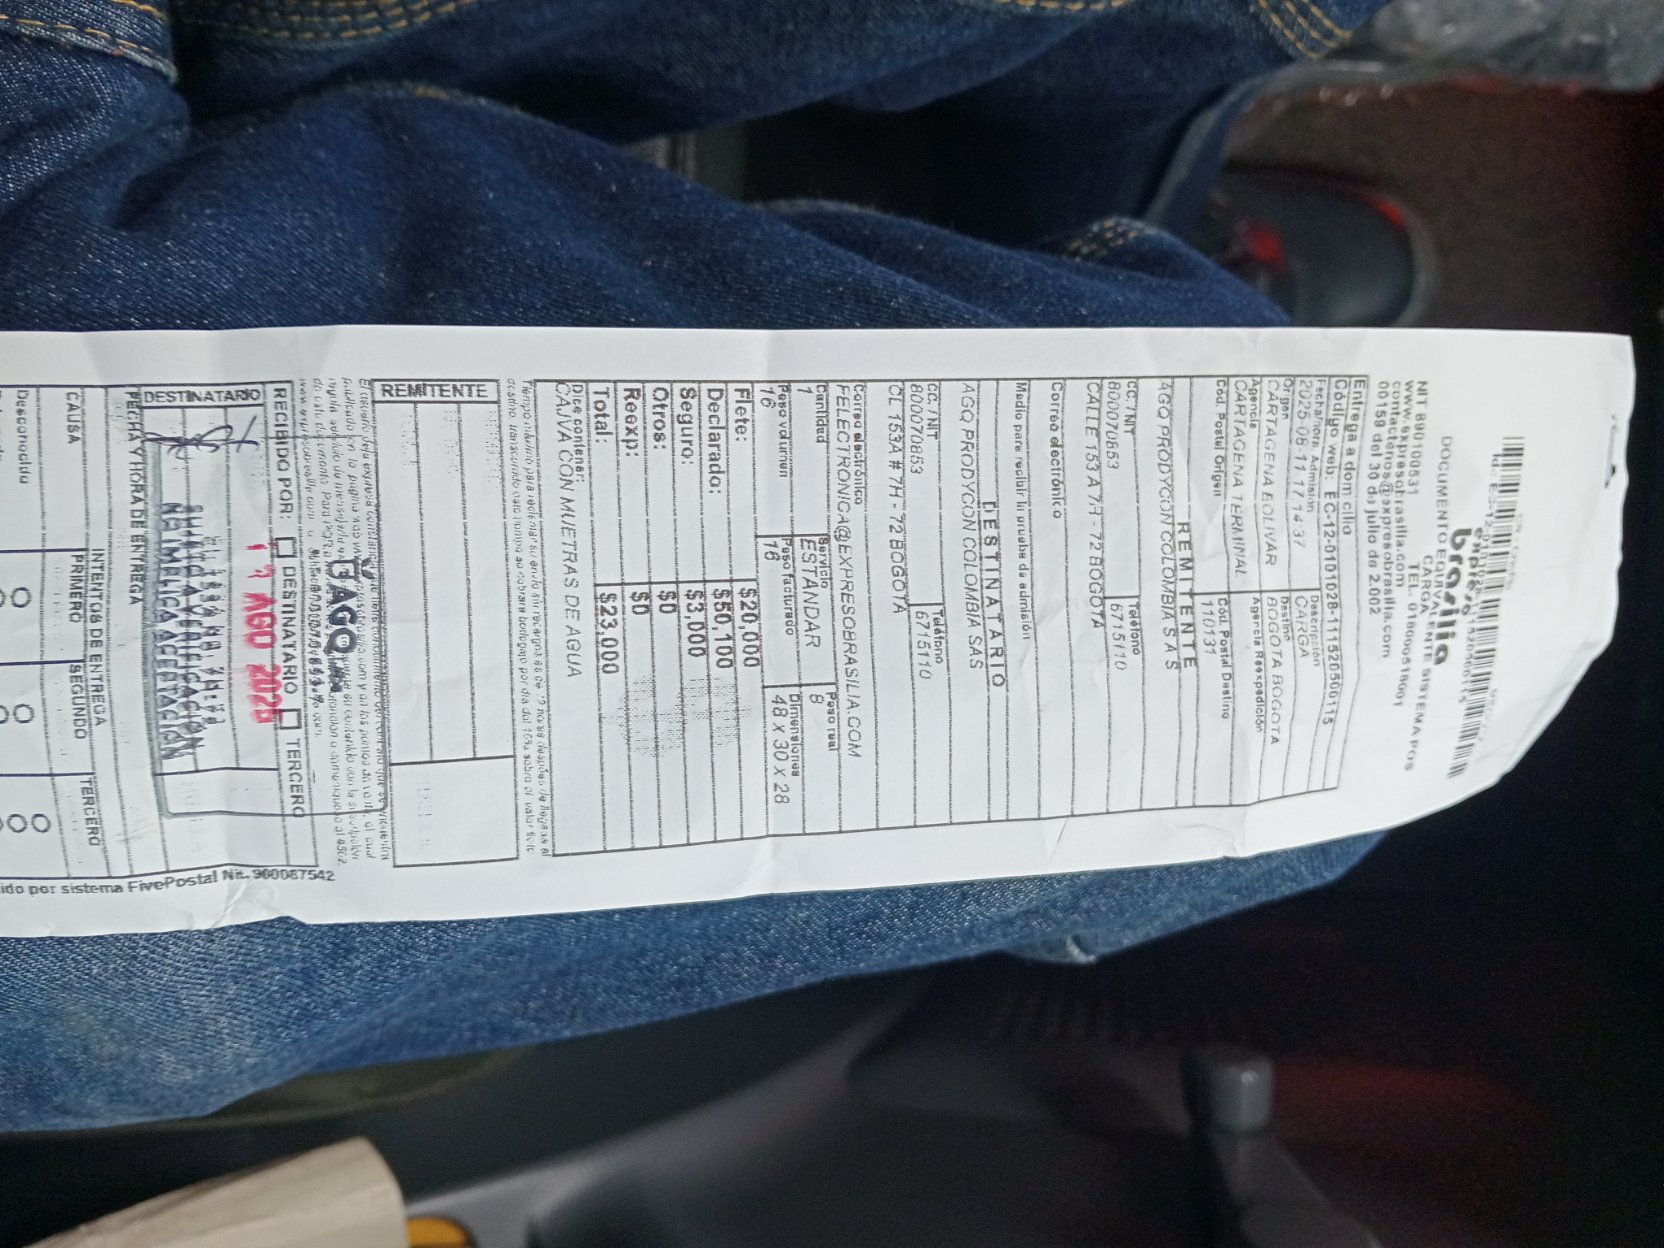 expreso
brasilia
DOCUMENTO EQUIVALENTE SISTEMA POS
CARGA
NIT 890100531 TEL. 018000518001
www.expresobrasilia.com
contactenos@expresobrasilia.com
00159 del 30 de julio de 2.002
Entrega a domicilio
Código web: EC-12-0101028-111520500115
Fecha/hora Admisión Descripción
2025-08-11 17:14:37 CARGA
Origen Destino
CARTAGENA BOLIVAR BOGOTA BOGOTA
Agencia Agencia Reexpedición
CARTAGENA TERMINAL
Cód. Postal Origen Cód. Postal Destino
110131
REMITENTE
AGQ PRODYCON COLOMBIA S A S
CC. / NIT Teléfono
800070853 6715110
CALLE 153 A 7H - 72 BOGOTA
Correo electrónico
Medio para recibir la prueba de admisión
DESTINATARIO
AGQ PRODYCON COLOMBIA SAS
CC. / NIT Teléfono
800070853 6715110
CL 153A # 7H - 72 BOGOTA
Correo electrónico
FELECTRONICA@EXPRESOBRASILIA.COM
Cantidad Servicio Peso real
1 ESTANDAR 8
Peso volumen Peso facturado Dimensiones
16 16 48 X 30 X 28
Flete: $20,000
Declarado: $50,100
Seguro: $3,000
Otros: $0
Reexp: $0
Total: $23,000
Dice contener:
CAJVA CON MUETRAS DE AGUA
REMITENTE
AGQ
RECIBIDO POR: DESTINATARIO TERCERO
11 AGO 2025
DESTINATARIO
FECHA Y HORA DE ENTREGA
INTENTOS DE ENTREGA
CAUSA PRIMERO SEGUNDO TERCERO
Desconocido
ido por sistema FivePostal Nit. 900087542